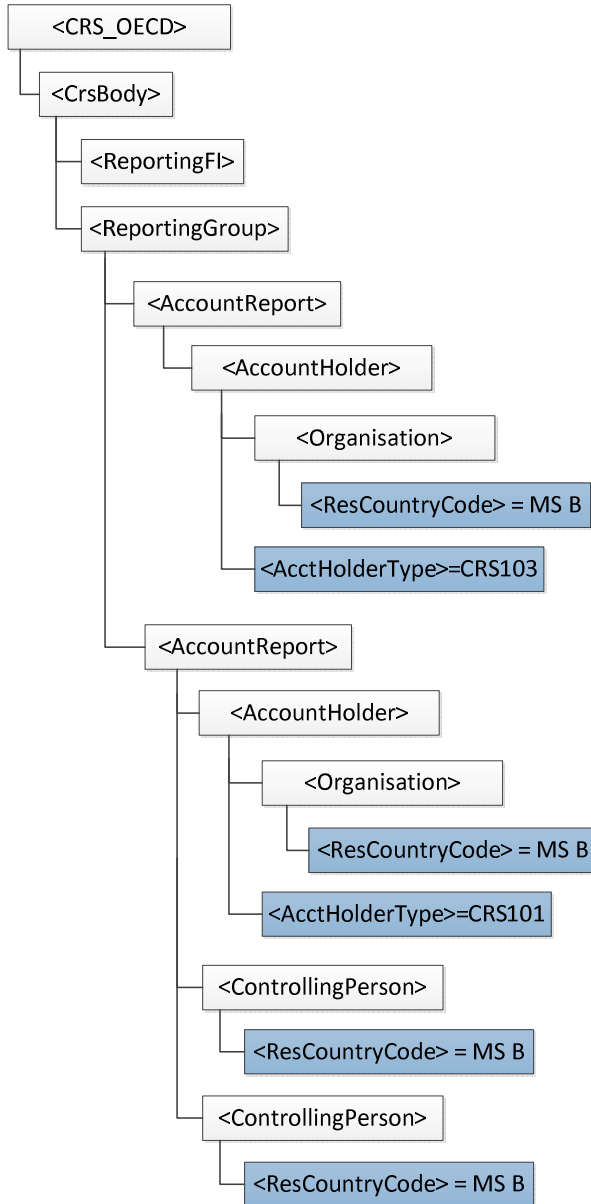 <CRS_OECD>
<CrsBody>
<ReportingFI>
<ReportingGroup>
<AccountReport>
<AccountHolder>
<Organisation>
<ResCountryCode> = MS B
<AcctHolderType>=CRS103
<AccountReport>
<AccountHolder>
<Organisation>
<ResCountryCode> = MS B
<AcctHolderType>=CRS101
<ControllingPerson>
<ResCountryCode> = MS B
<ControllingPerson>
<ResCountryCode> = MS B